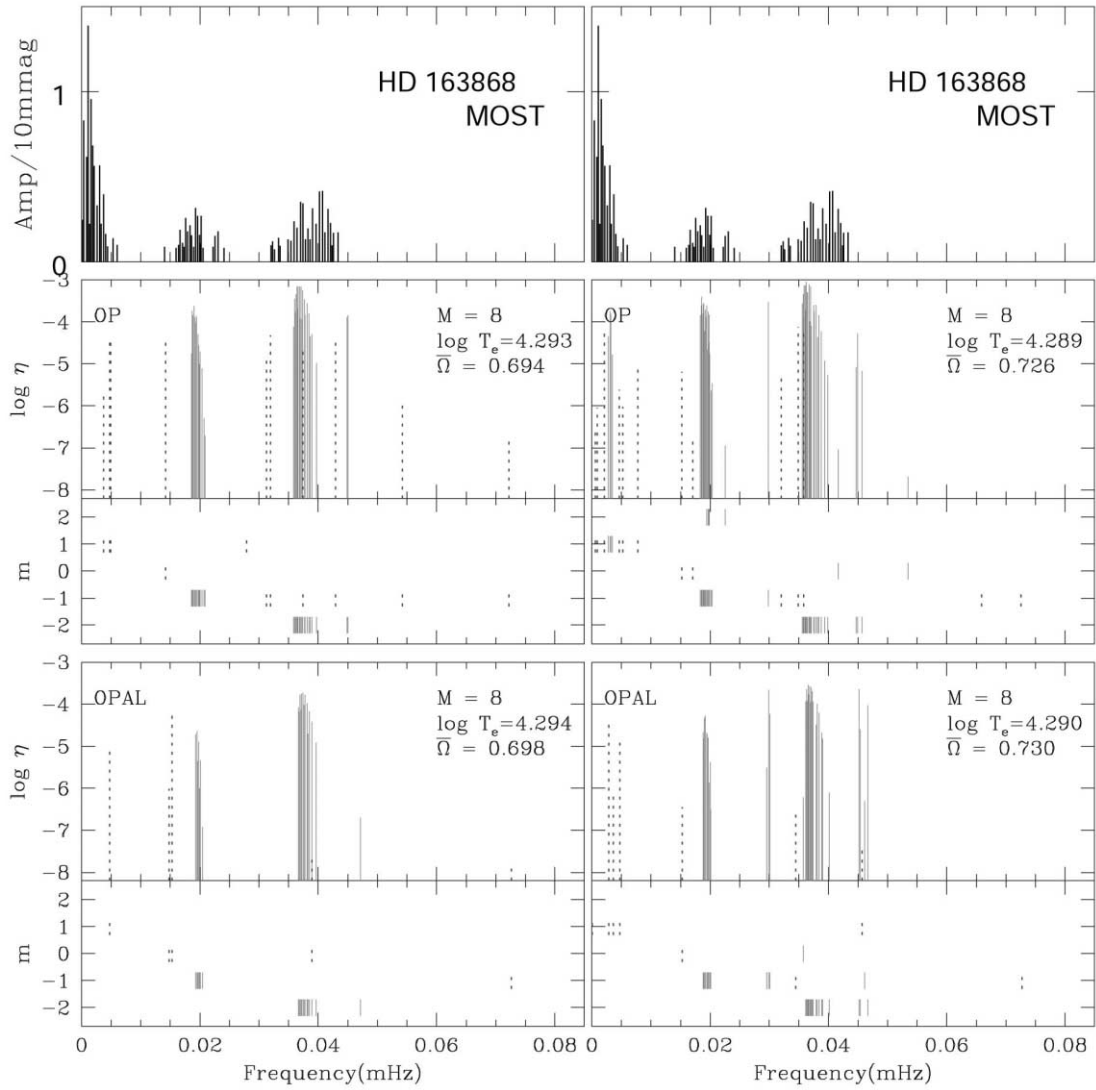 Amp/10mmag
1
0
HD 163868
MOST
HD 163868
MOST
log η
-3
-4
-5
-6
-7
-8
OP
M = 8
log Te=4.293
Ω̅ = 0.694
OP
M = 8
log Te=4.289
Ω̅ = 0.726
m
2
1
0
-1
-2
log η
-3
-4
-5
-6
-7
-8
OPAL
M = 8
log Te=4.294
Ω̅ = 0.698
OPAL
M = 8
log Te=4.290
Ω̅ = 0.730
m
2
1
0
-1
-2
0 0.02 0.04 0.06 0.08
0 0.02 0.04 0.06 0.08
Frequency(mHz)
Frequency(mHz)